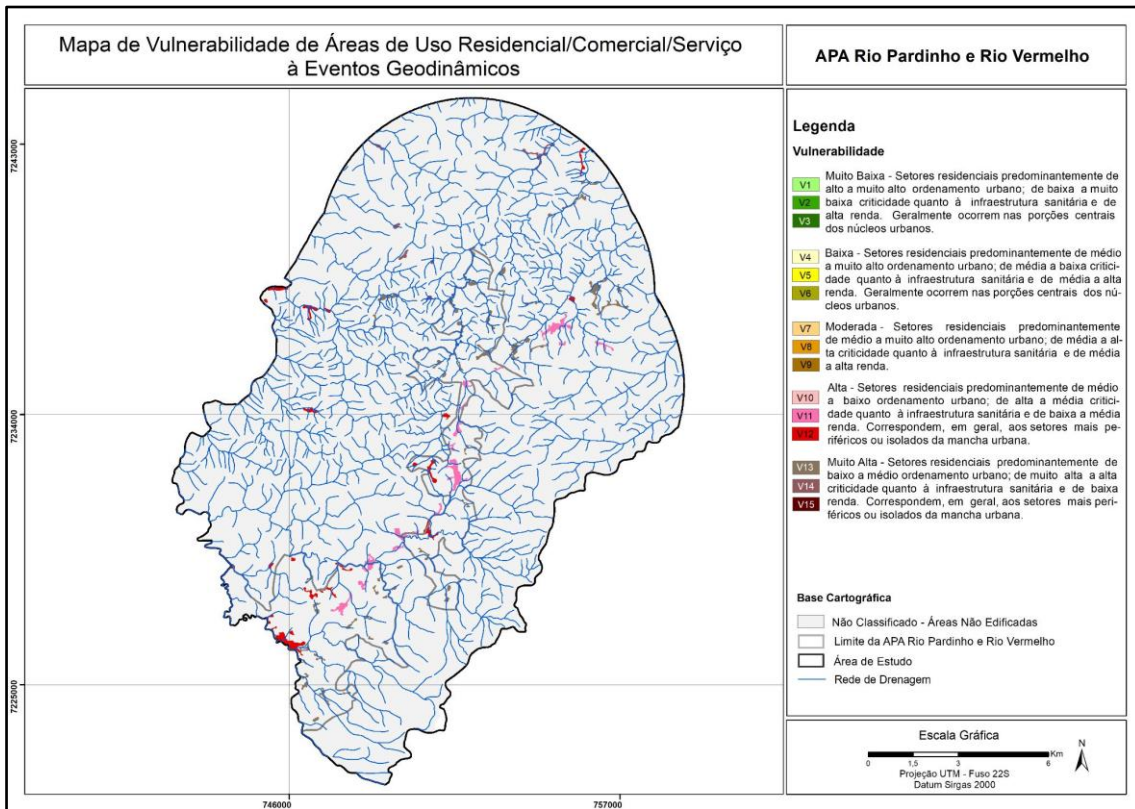 Mapa de Vulnerabilidade de Áreas de Uso Residencial/Comercial/Serviço
à Eventos Geodinâmicos
APA Rio Pardinho e Rio Vermelho
7243000
7234000
7225000
746000
757000
Legenda
Vulnerabilidade
V1
V2
V3
Muito Baixa - Setores residenciais predominantemente de
alto a muito alto ordenamento urbano; de baixa a muito
baixa criticidade quanto à infraestrutura sanitária e de
alta renda. Geralmente ocorrem nas porções centrais
dos núcleos urbanos.
V4
V5
V6
Baixa - Setores residenciais predominantemente de médio
a muito alto ordenamento urbano; de média a baixa critici-
dade quanto à infraestrutura sanitária e de média a alta
renda. Geralmente ocorrem nas porções centrais dos nú-
cleos urbanos.
V7
V8
V9
Moderada - Setores residenciais predominantemente
de médio a muito alto ordenamento urbano; de média a al-
ta criticidade quanto à infraestrutura sanitária e de média
a alta renda.
V10
V11
V12
Alta - Setores residenciais predominantemente de médio
a baixo ordenamento urbano; de alta a média critici-
dade quanto à infraestrutura sanitária e de baixa a média
renda. Correspondem, em geral, aos setores mais pe-
riféricos ou isolados da mancha urbana.
V13
V14
V15
Muito Alta - Setores residenciais predominantemente de
baixo a médio ordenamento urbano; de muito alta a alta
criticidade quanto à infraestrutura sanitária e de baixa
renda. Correspondem, em geral, aos setores mais peri-
féricos ou isolados da mancha urbana.
Base Cartográfica
Não Classificado - Áreas Não Edificadas
Limite da APA Rio Pardinho e Rio Vermelho
Área de Estudo
Rede de Drenagem
Escala Gráfica
N
Km
0 1,5 3 6
Projeção UTM - Fuso 22S
Datum Sirgas 2000